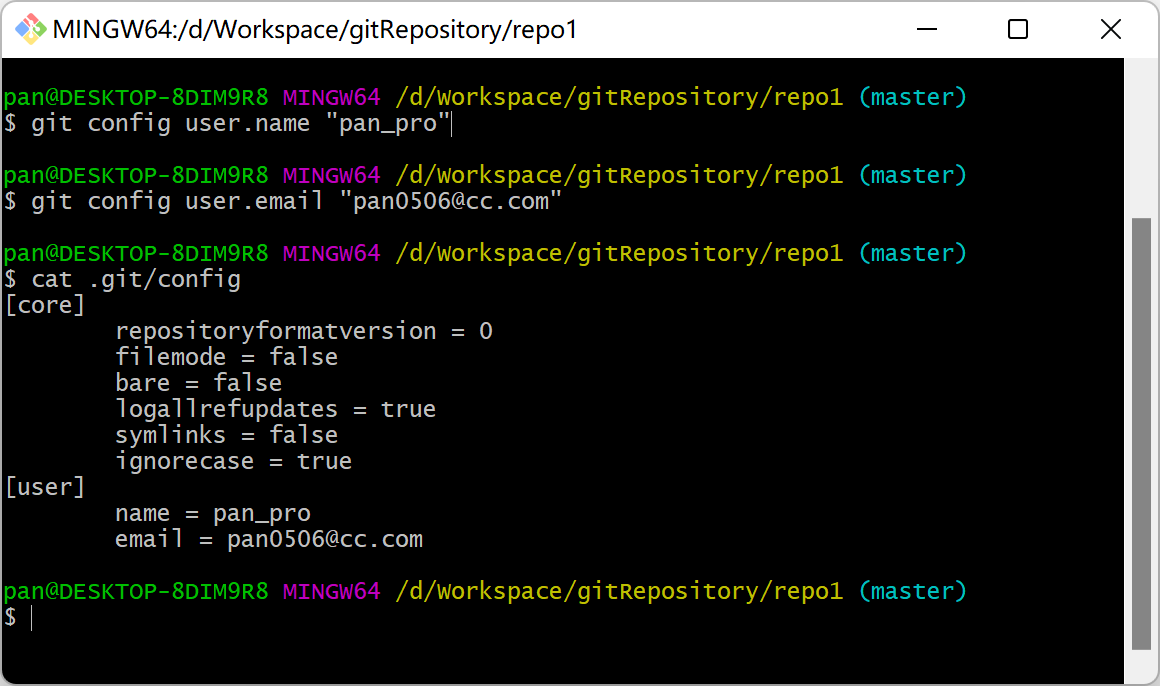 MINGW64:/d/Workspace/gitRepository/repo1
pan@DESKTOP-8DIM9R8 MINGW64 /d/Workspace/gitRepository/repo1 (master)
$ git config user.name "pan_pro"
pan@DESKTOP-8DIM9R8 MINGW64 /d/Workspace/gitRepository/repo1 (master)
$ git config user.email "pan0506@cc.com"
pan@DESKTOP-8DIM9R8 MINGW64 /d/Workspace/gitRepository/repo1 (master)
$ cat .git/config
[core]
repositoryformatversion = 0
filemode = false
bare = false
logallrefupdates = true
symlinks = false
ignorecase = true
[user]
name = pan_pro
email = pan0506@cc.com
pan@DESKTOP-8DIM9R8 MINGW64 /d/Workspace/gitRepository/repo1 (master)
$